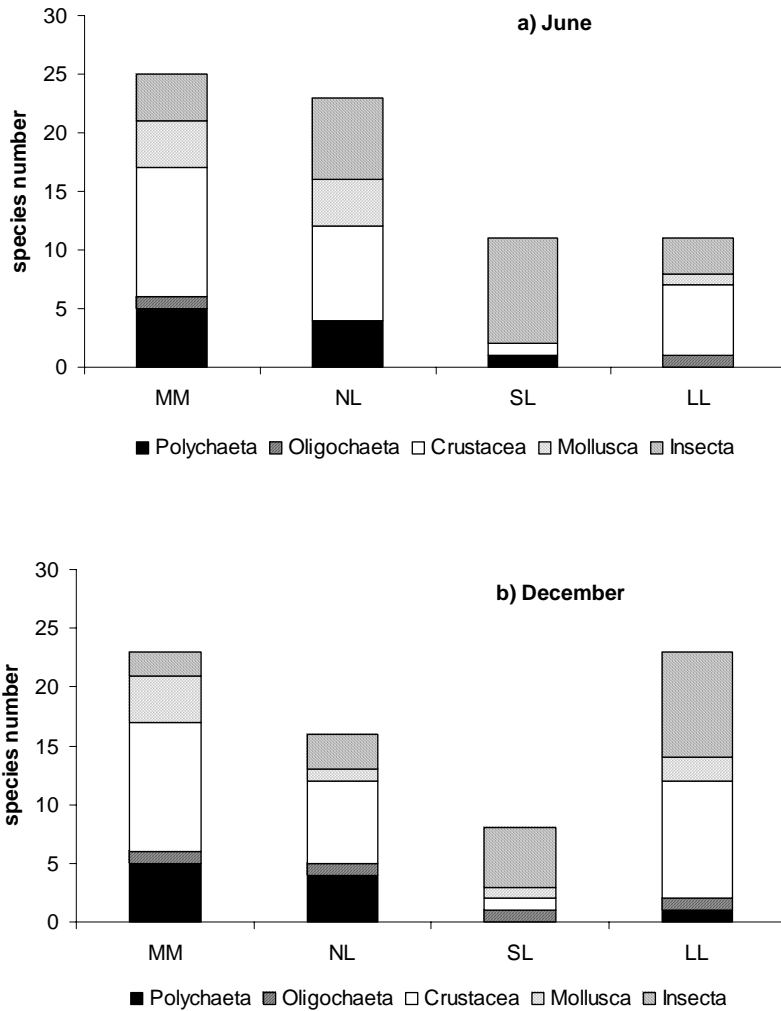 a) June
species number
30
25
20
15
10
5
0
MM NL SL LL
Polychaeta Oligochaeta Crustacea Mollusca Insecta
b) December
species number
30
25
20
15
10
5
0
MM NL SL LL
Polychaeta Oligochaeta Crustacea Mollusca Insecta